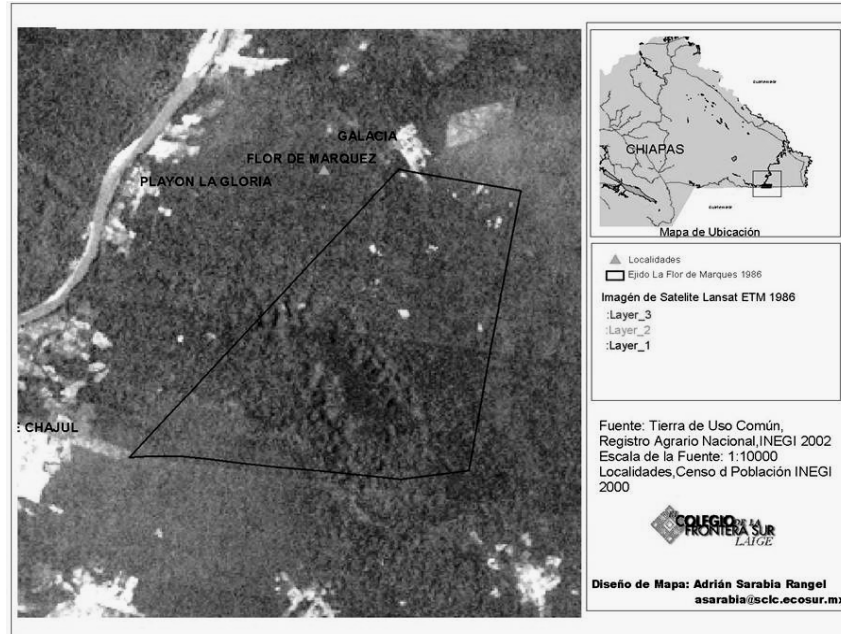 GALACIA
FLOR DE MARQUEZ
PLAYON LA GLORIA
E CHAJUL
CHIAPAS
Mapa de Ubicación
Localidades
Ejido La Flor de Marques 1986
Imagén de Satelite Lansat ETM 1986
:Layer_3
:Layer_2
:Layer_1
Fuente: Tierra de Uso Común,
Registro Agrario Nacional,INEGI 2002
Escala de la Fuente: 1:10000
Localidades,Censo d Población INEGI
2000
COLEGIO DE LA
FRONTERA SUR
LAIGE
Diseño de Mapa: Adrián Sarabia Rangel
asarabia@sclc.ecosur.mx